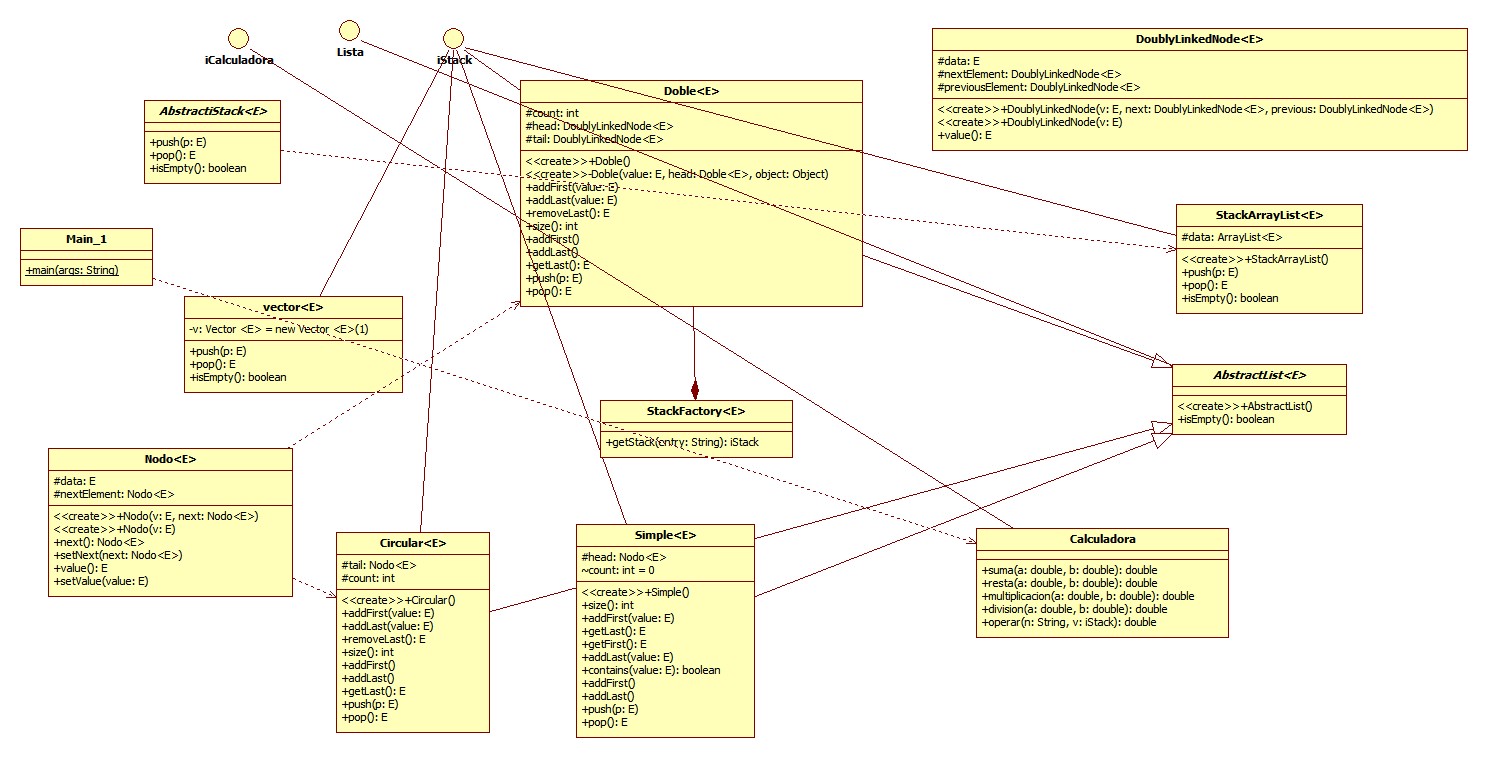 iCalculadora
Lista
iStack
AbstractiStack<E>
+push(p: E)
+pop(): E
+isEmpty(): boolean
Doble<E>
#count: int
#head: DoublyLinkedNode<E>
#tail: DoublyLinkedNode<E>
<<create>>+Doble()
<<create>>-Doble(value: E, head: Doble<E>, object: Object)
+addFirst(value: E)
+addLast(value: E)
+removeLast(): E
+size(): int
+addFirst()
+addLast()
+getLast(): E
+push(p: E)
+pop(): E
DoublyLinkedNode<E>
#data: E
#nextElement: DoublyLinkedNode<E>
#previousElement: DoublyLinkedNode<E>
<<create>>+DoublyLinkedNode(v: E, next: DoublyLinkedNode<E>, previous: DoublyLinkedNode<E>)
<<create>>+DoublyLinkedNode(v: E)
+value(): E
Main_1
+main(args: String)
StackArrayList<E>
#data: ArrayList<E>
<<create>>+StackArrayList()
+push(p: E)
+pop(): E
+isEmpty(): boolean
vector<E>
-v: Vector <E> = new Vector <E>(1)
+push(p: E)
+pop(): E
+isEmpty(): boolean
AbstractList<E>
<<create>>+AbstractList()
+isEmpty(): boolean
StackFactory<E>
+getStack(entry: String): iStack
Nodo<E>
#data: E
#nextElement: Nodo<E>
<<create>>+Nodo(v: E, next: Nodo<E>)
<<create>>+Nodo(v: E)
+next(): Nodo<E>
+setNext(next: Nodo<E>)
+value(): E
+setValue(value: E)
Circular<E>
#tail: Nodo<E>
#count: int
<<create>>+Circular()
+addFirst(value: E)
+addLast(value: E)
+removeLast(): E
+size(): int
+addFirst()
+addLast()
+getLast(): E
+push(p: E)
+pop(): E
Simple<E>
#head: Nodo<E>
~count: int = 0
<<create>>+Simple()
+size(): int
+addFirst(value: E)
+getLast(): E
+getFirst(): E
+addLast(value: E)
+contains(value: E): boolean
+addFirst()
+addLast()
+push(p: E)
+pop(): E
Calculadora
+suma(a: double, b: double): double
+resta(a: double, b: double): double
+multiplicacion(a: double, b: double): double
+division(a: double, b: double): double
+operar(n: String, v: iStack): double